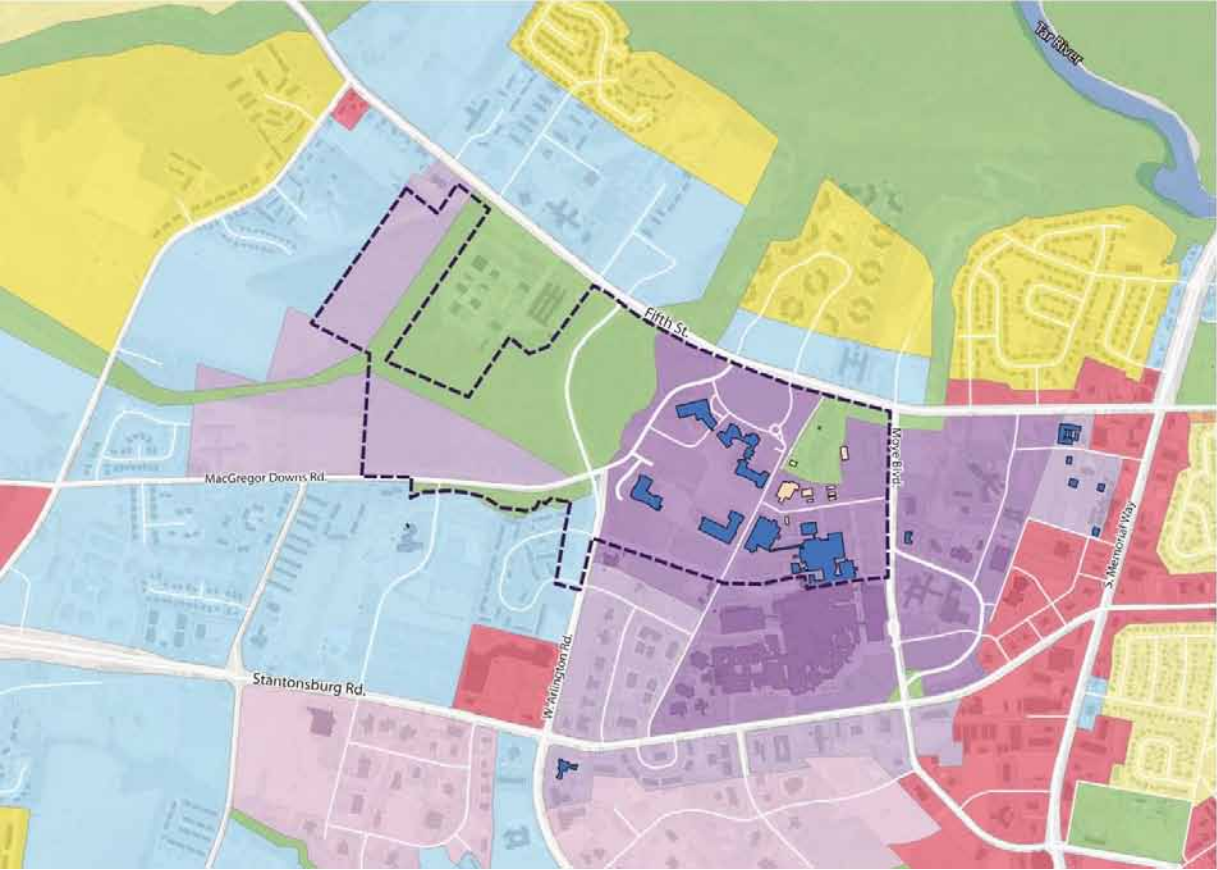 Tar River
Fifth St.
Moye Blvd.
MacGregor Downs Rd.
S. Memorial Way
W. Arlington Rd.
Stantonsburg Rd.